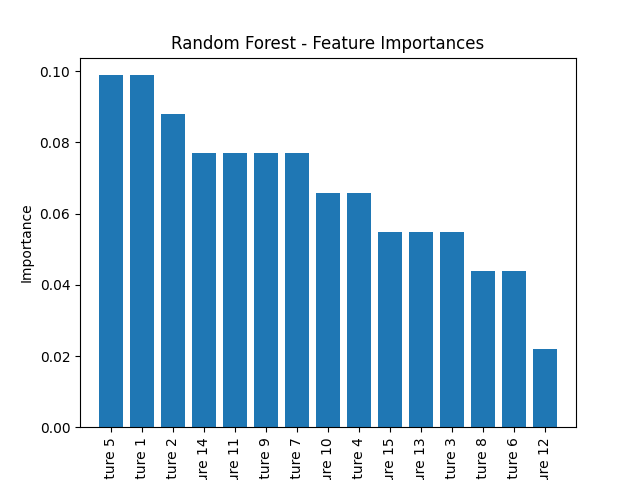 Random Forest - Feature Importances
Importance
0.10
0.08
0.06
0.04
0.02
0.00
ture 5
ture 1
ture 2
ure 14
ure 11
ture 9
ture 7
ure 10
ture 4
ure 15
ure 13
ture 3
ture 8
ture 6
ure 12